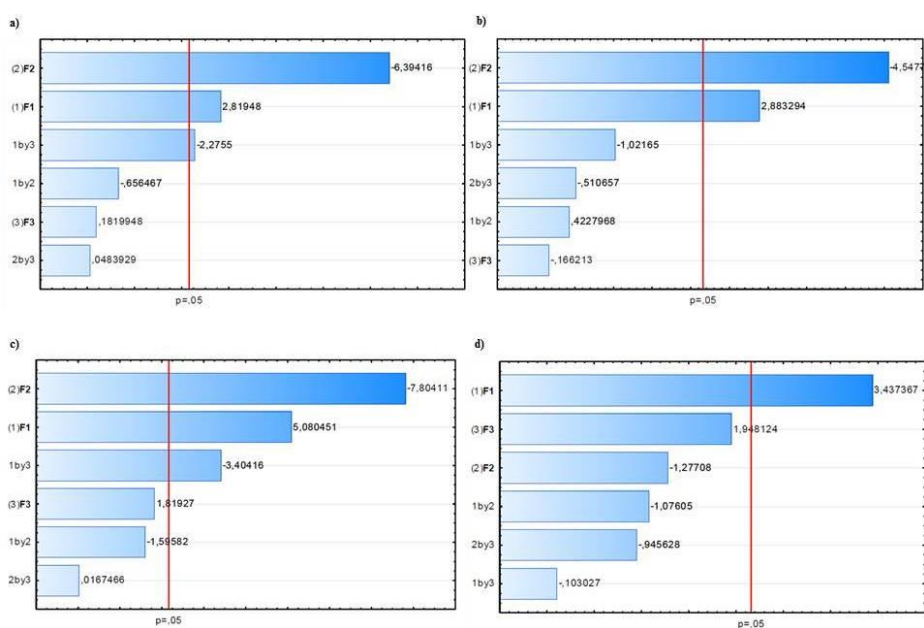 a)
(2)F2 -6,39416
(1)F1 2,81948
1by3 -2,2755
1by2 -,656467
(3)F3 ,1819948
2by3 ,0483929
p=,05
b)
(2)F2 -4,547
(1)F1 2,883294
1by3 -1,02165
2by3 -,510657
1by2 ,4227968
(3)F3 -,166213
p=,05
c)
(2)F2 -7,80411
(1)F1 5,080451
1by3 -3,40416
(3)F3 1,81927
1by2 -1,59582
2by3 ,0167466
p=,05
d)
(1)F1 3,437367
(3)F3 1,948124
(2)F2 -1,27708
1by2 -1,07605
2by3 -,945628
1by3 -,103027
p=,05